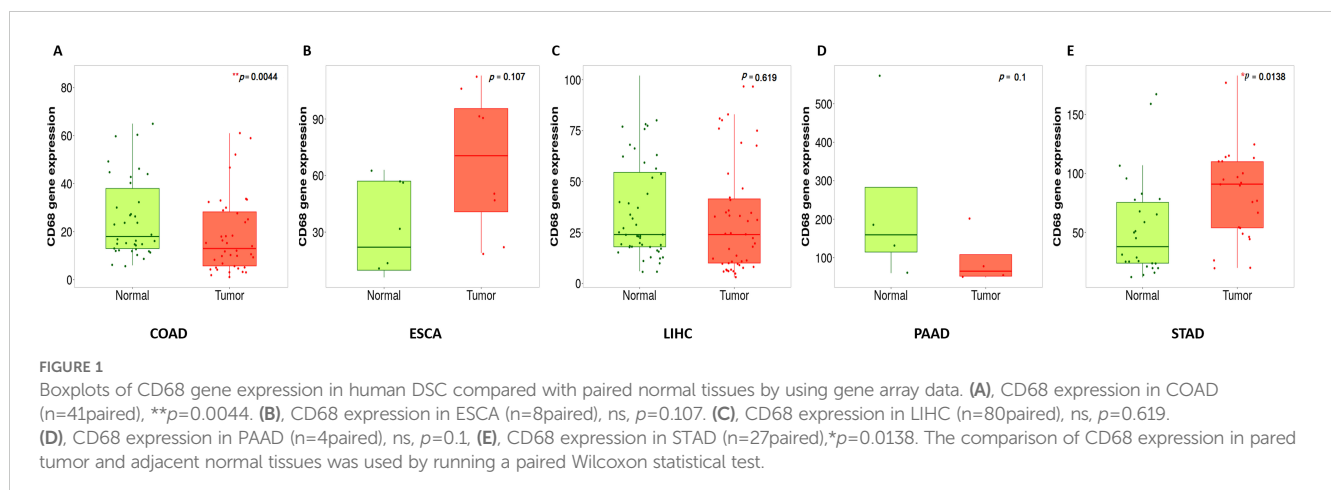 A
B
C
D
E
**p= 0.0044
p = 0.107
p = 0.619
p = 0.1
*p = 0.0138
CD68 gene expression
80
60
40
20
0
Normal
Tumor
COAD
CD68 gene expression
90
60
30
Normal
Tumor
ESCA
CD68 gene expression
100
75
50
25
0
Normal
Tumor
LIHC
CD68 gene expression
500
400
300
200
100
Normal
Tumor
PAAD
CD68 gene expression
150
100
50
Normal
Tumor
STAD
FIGURE 1
Boxplots of CD68 gene expression in human DSC compared with paired normal tissues by using gene array data. (A), CD68 expression in COAD
(n=41paired), **p=0.0044. (B), CD68 expression in ESCA (n=8paired), ns, p=0.107. (C), CD68 expression in LIHC (n=80paired), ns, p=0.619.
(D), CD68 expression in PAAD (n=4paired), ns, p=0.1, (E), CD68 expression in STAD (n=27paired),*p=0.0138. The comparison of CD68 expression in pared
tumor and adjacent normal tissues was used by running a paired Wilcoxon statistical test.